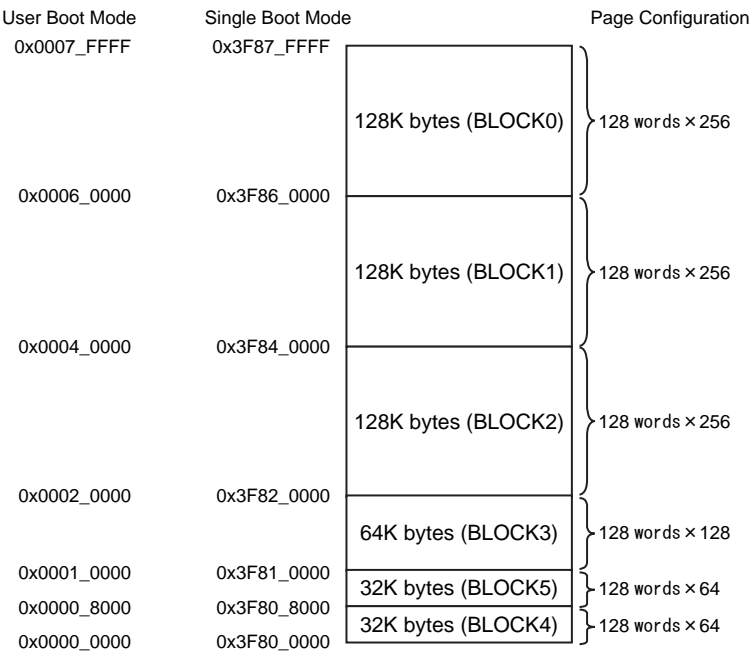 User Boot Mode Single Boot Mode Page Configuration
0x0007_FFFF 0x3F87_FFFF
128K bytes (BLOCK0) 128 words×256
0x0006_0000 0x3F86_0000
128K bytes (BLOCK1) 128 words×256
0x0004_0000 0x3F84_0000
128K bytes (BLOCK2) 128 words×256
0x0002_0000 0x3F82_0000
64K bytes (BLOCK3) 128 words×128
0x0001_0000 0x3F81_0000
32K bytes (BLOCK5) 128 words×64
0x0000_8000 0x3F80_8000
32K bytes (BLOCK4) 128 words×64
0x0000_0000 0x3F80_0000